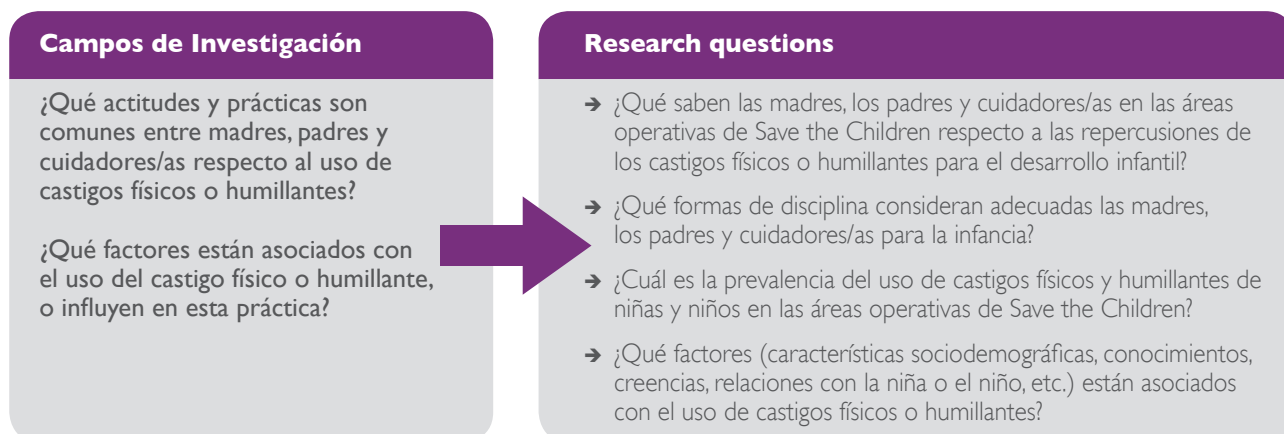 Campos de Investigación
¿Qué actitudes y prácticas son
comunes entre madres, padres y
cuidadores/as respecto al uso de
castigos físicos o humillantes?
¿Qué factores están asociados con
el uso del castigo físico o humillante,
o influyen en esta práctica?
Research questions
➔ ¿Qué saben las madres, los padres y cuidadores/as en las áreas
operativas de Save the Children respecto a las repercusiones de
los castigos físicos o humillantes para el desarrollo infantil?
➔ ¿Qué formas de disciplina consideran adecuadas las madres,
los padres y cuidadores/as para la infancia?
➔ ¿Cuál es la prevalencia del uso de castigos físicos y humillantes de
niñas y niños en las áreas operativas de Save the Children?
➔ ¿Qué factores (características sociodemográficas, conocimientos,
creencias, relaciones con la niña o el niño, etc.) están asociados
con el uso de castigos físicos o humillantes?